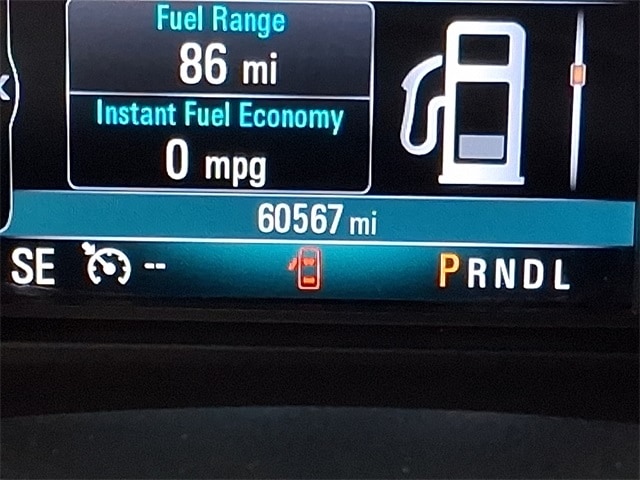 Fuel Range
86 mi
Instant Fuel Economy
0 mpg
60567 mi
SE -- PRNDL